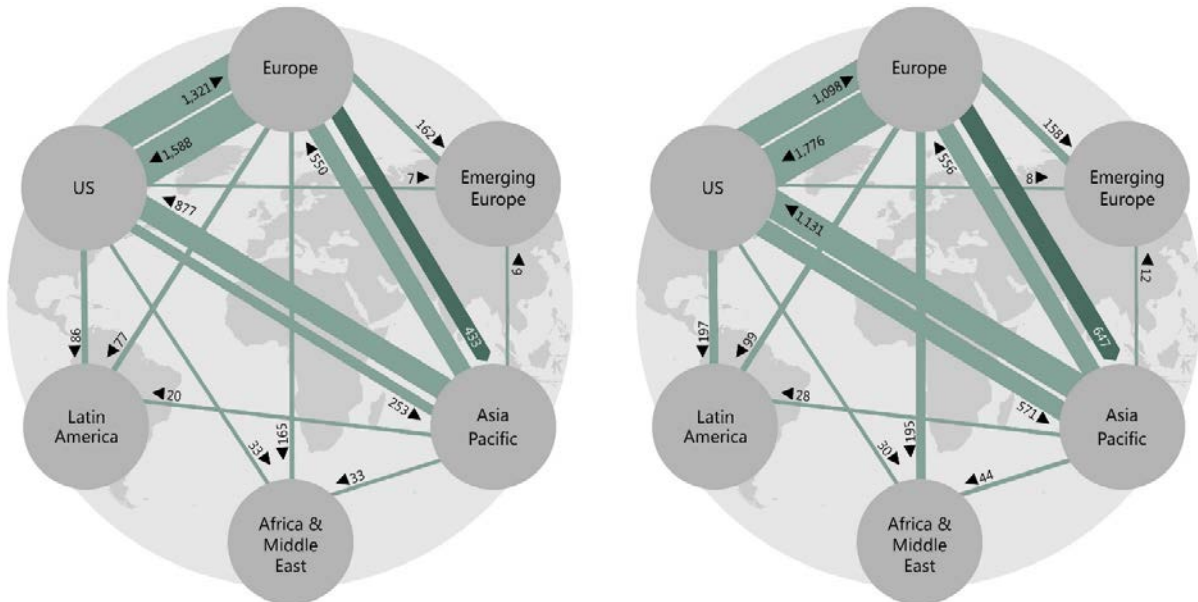 Europe
1,321
1,588
162
550
US
7
Emerging
Europe
877
9
433
86
77
20
253
Latin
America
Asia
Pacific
33
165
33
Africa &
Middle
East
Europe
1,098
1,776
158
556
US
8
Emerging
Europe
1,131
12
647
197
99
28
571
Latin
America
Asia
Pacific
30
195
44
Africa &
Middle
East